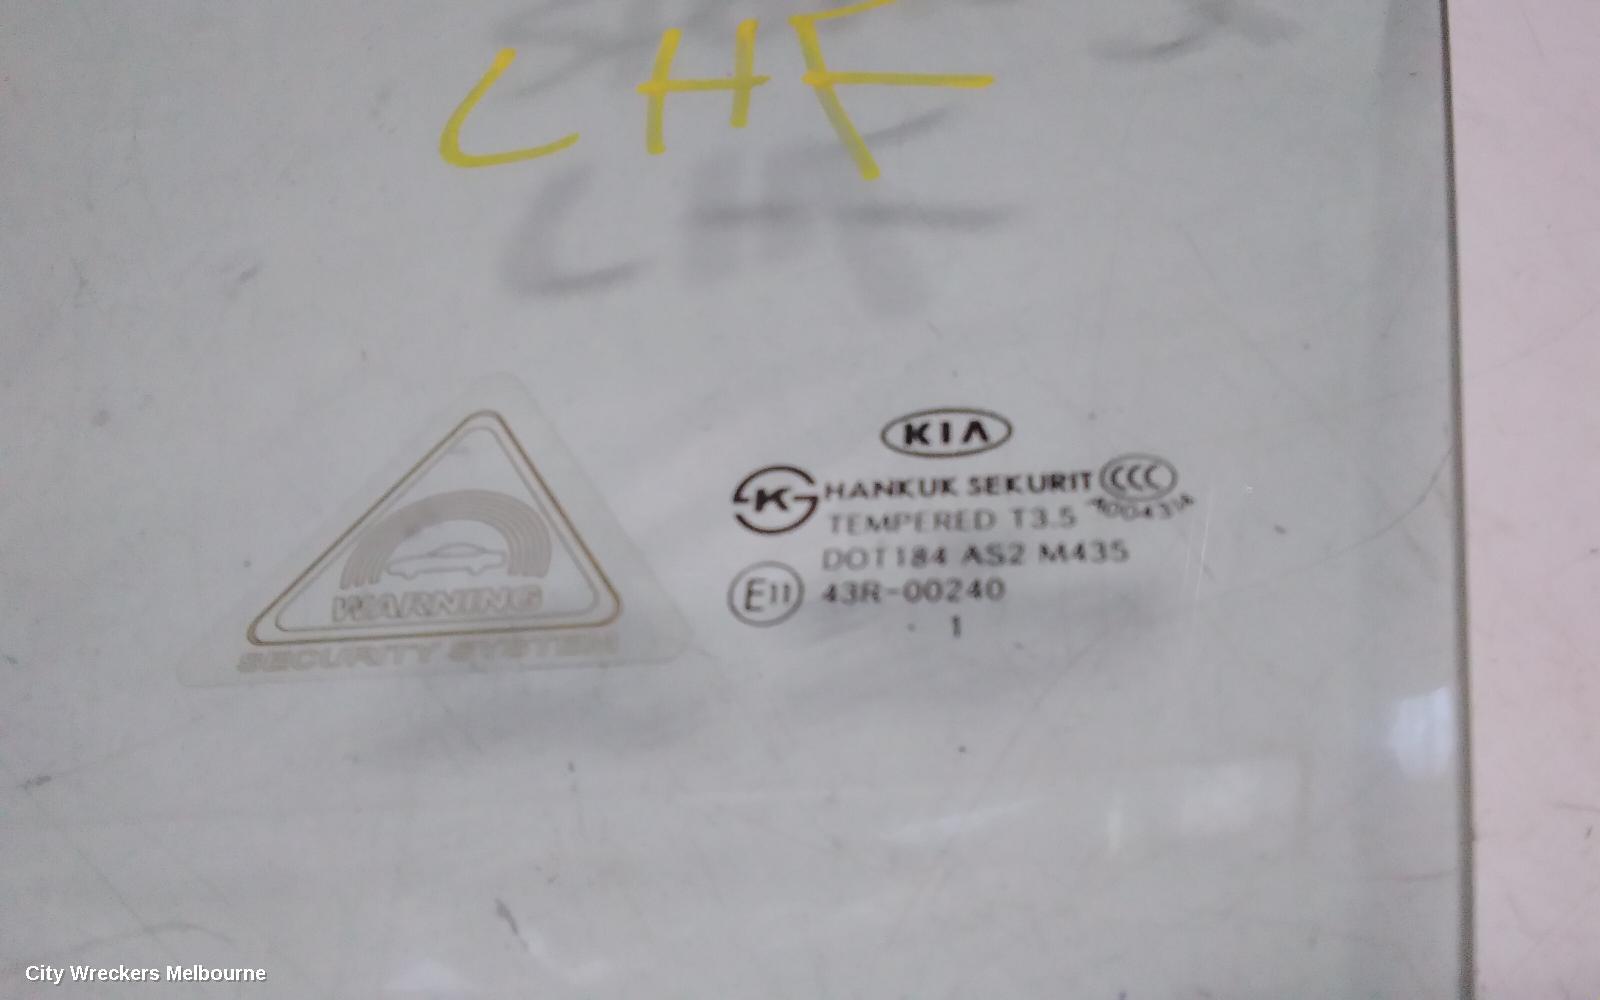 LHF
KIA
HANKUK SEKURIT CCC
TEMPERED T3.5
DOT184 AS2 M435
E11 43R-00240
1
WARNING
SECURITY SYSTEM
City Wreckers Melbourne